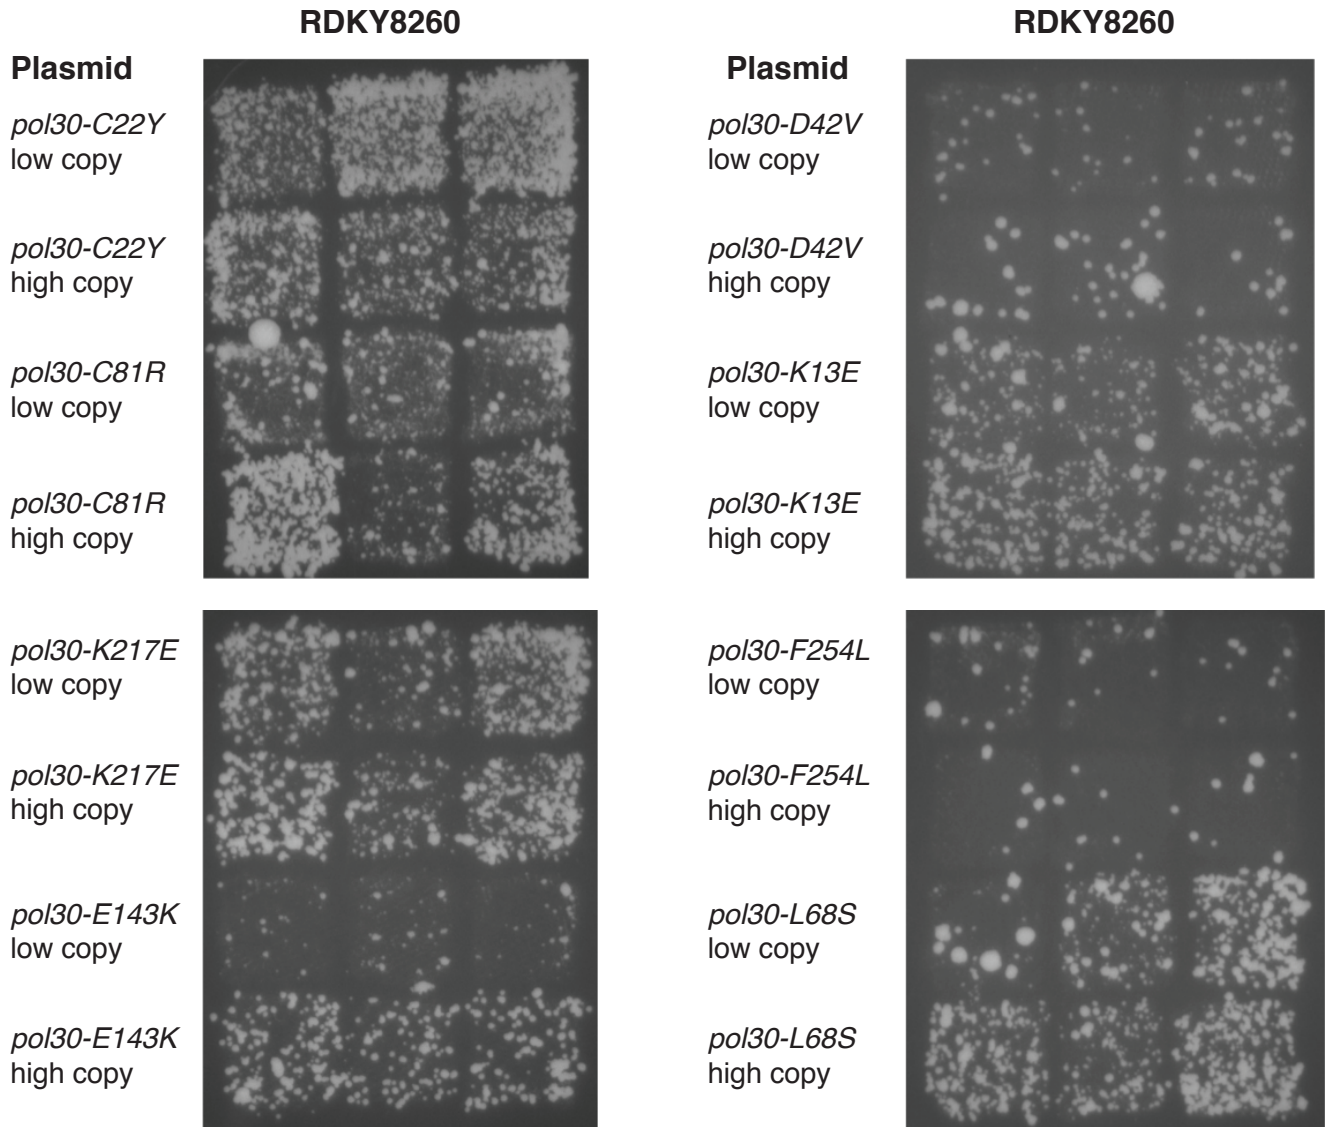 RDKY8260
Plasmid
pol30-C22Y
low copy
pol30-C22Y
high copy
pol30-C81R
low copy
pol30-C81R
high copy
pol30-K217E
low copy
pol30-K217E
high copy
pol30-E143K
low copy
pol30-E143K
high copy
RDKY8260
Plasmid
pol30-D42V
low copy
pol30-D42V
high copy
pol30-K13E
low copy
pol30-K13E
high copy
pol30-F254L
low copy
pol30-F254L
high copy
pol30-L68S
low copy
pol30-L68S
high copy